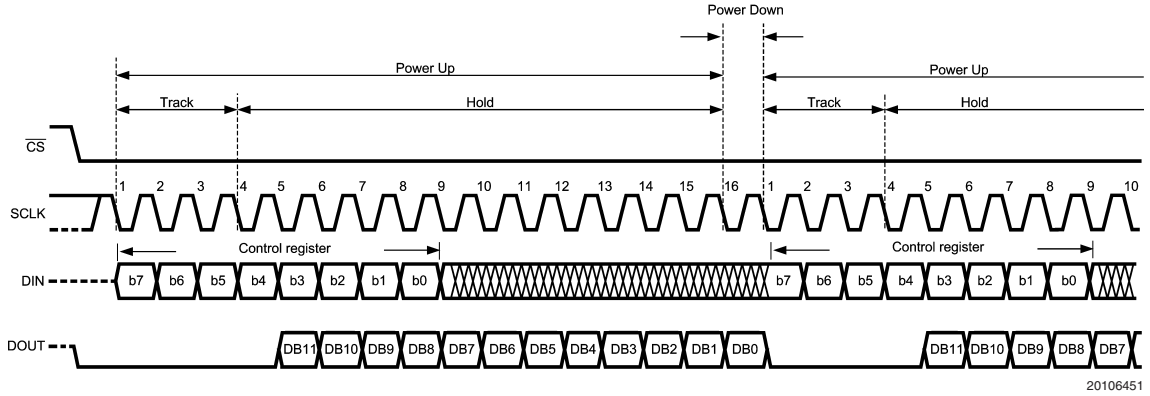 Power Down
Power Up Power Up
Track Hold Track Hold
CS
1 2 3 4 5 6 7 8 9 10 11 12 13 14 15 16 1 2 3 4 5 6 7 8 9 10
SCLK
Control register Control register
DIN b7 b6 b5 b4 b3 b2 b1 b0 b7 b6 b5 b4 b3 b2 b1 b0
DOUT DB11 DB10 DB9 DB8 DB7 DB6 DB5 DB4 DB3 DB2 DB1 DB0 DB11 DB10 DB9 DB8 DB7
20106451